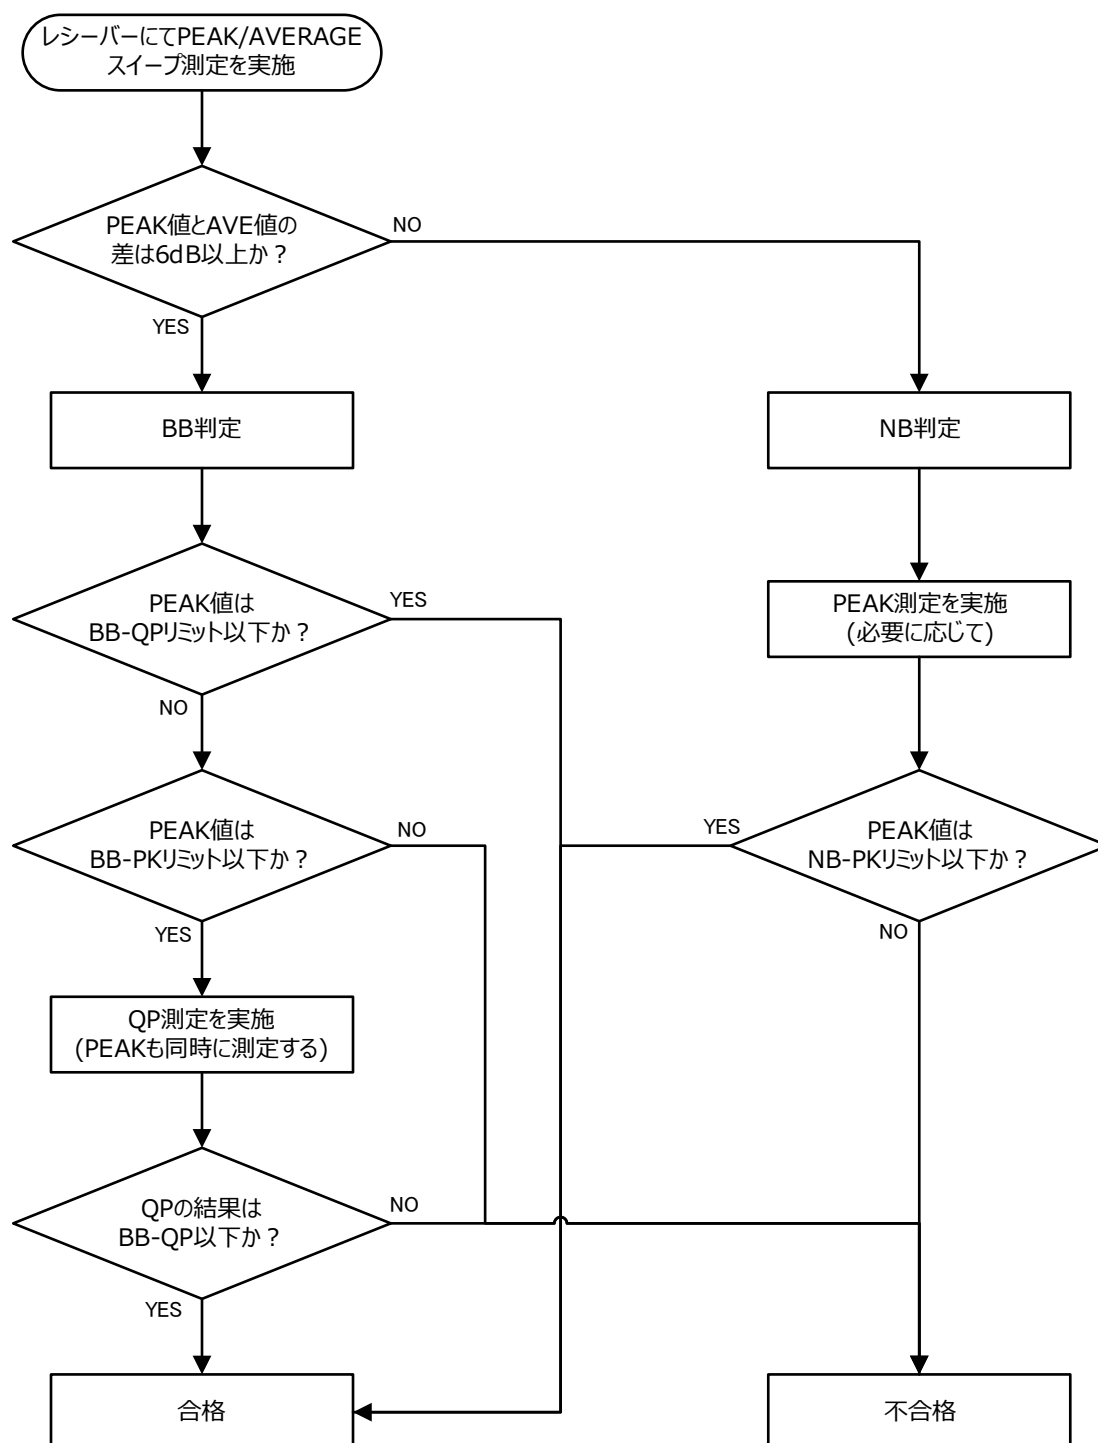 レシーバーにてPEAK/AVERAGE
スイープ測定を実施
PEAK値とAVE値の
差は6dB以上か？
NO
YES
BB判定
NB判定
PEAK値は
BB-QPリミット以下か？
YES
NO
PEAK測定を実施
(必要に応じて)
PEAK値は
BB-PKリミット以下か？
NO
YES
YES
PEAK値は
NB-PKリミット以下か？
NO
QP測定を実施
(PEAKも同時に測定する)
QPの結果は
BB-QP以下か？
NO
YES
合格
不合格